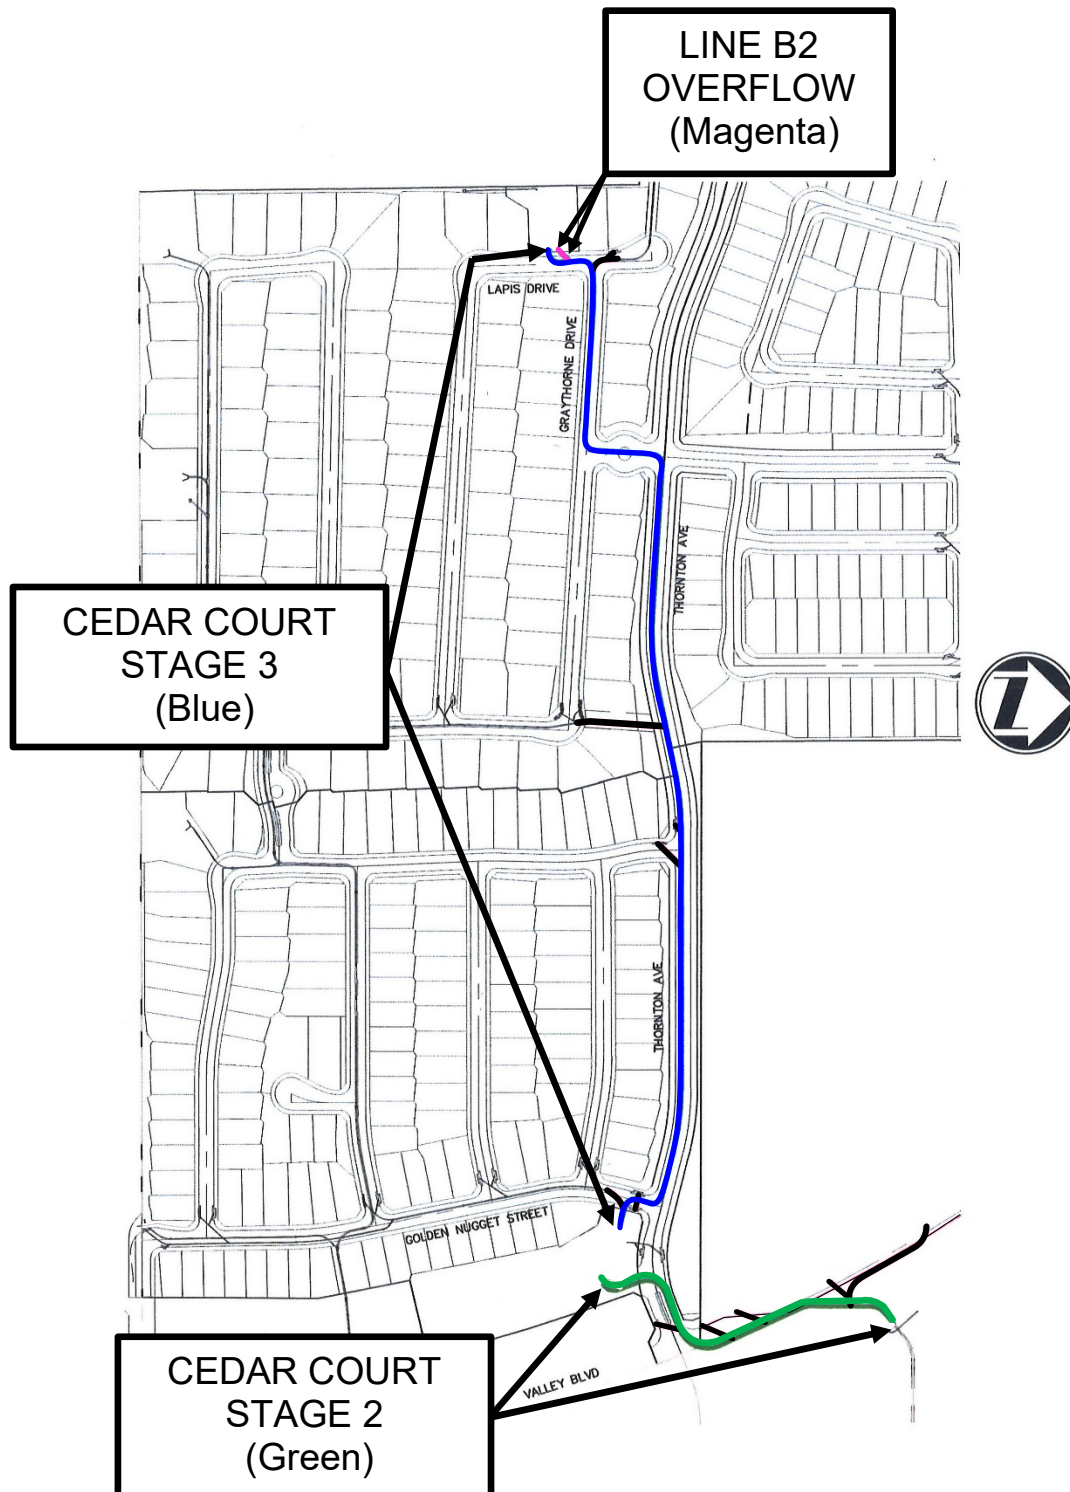 LINE B2
OVERFLOW
(Magenta)
LAPIS DRIVE
GRAYTHORNE DRIVE
THORNTON AVE
CEDAR COURT
STAGE 3
(Blue)
Z
THORNTON AVE
GOLDEN NUGGET STREET
CEDAR COURT
STAGE 2
(Green)
VALLEY BLVD